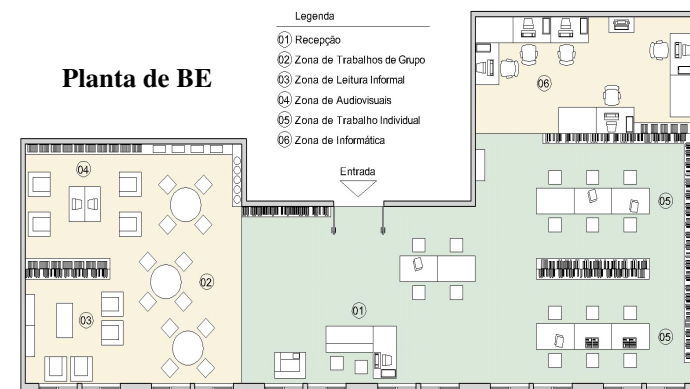 Legenda
01 Recepção
02 Zona de Trabalhos de Grupo
03 Zona de Leitura Informal
04 Zona de Audiovisuais
05 Zona de Trabalho Individual
06 Zona de Informática
Planta de BE
Entrada
06
04
05
02
01
03
05